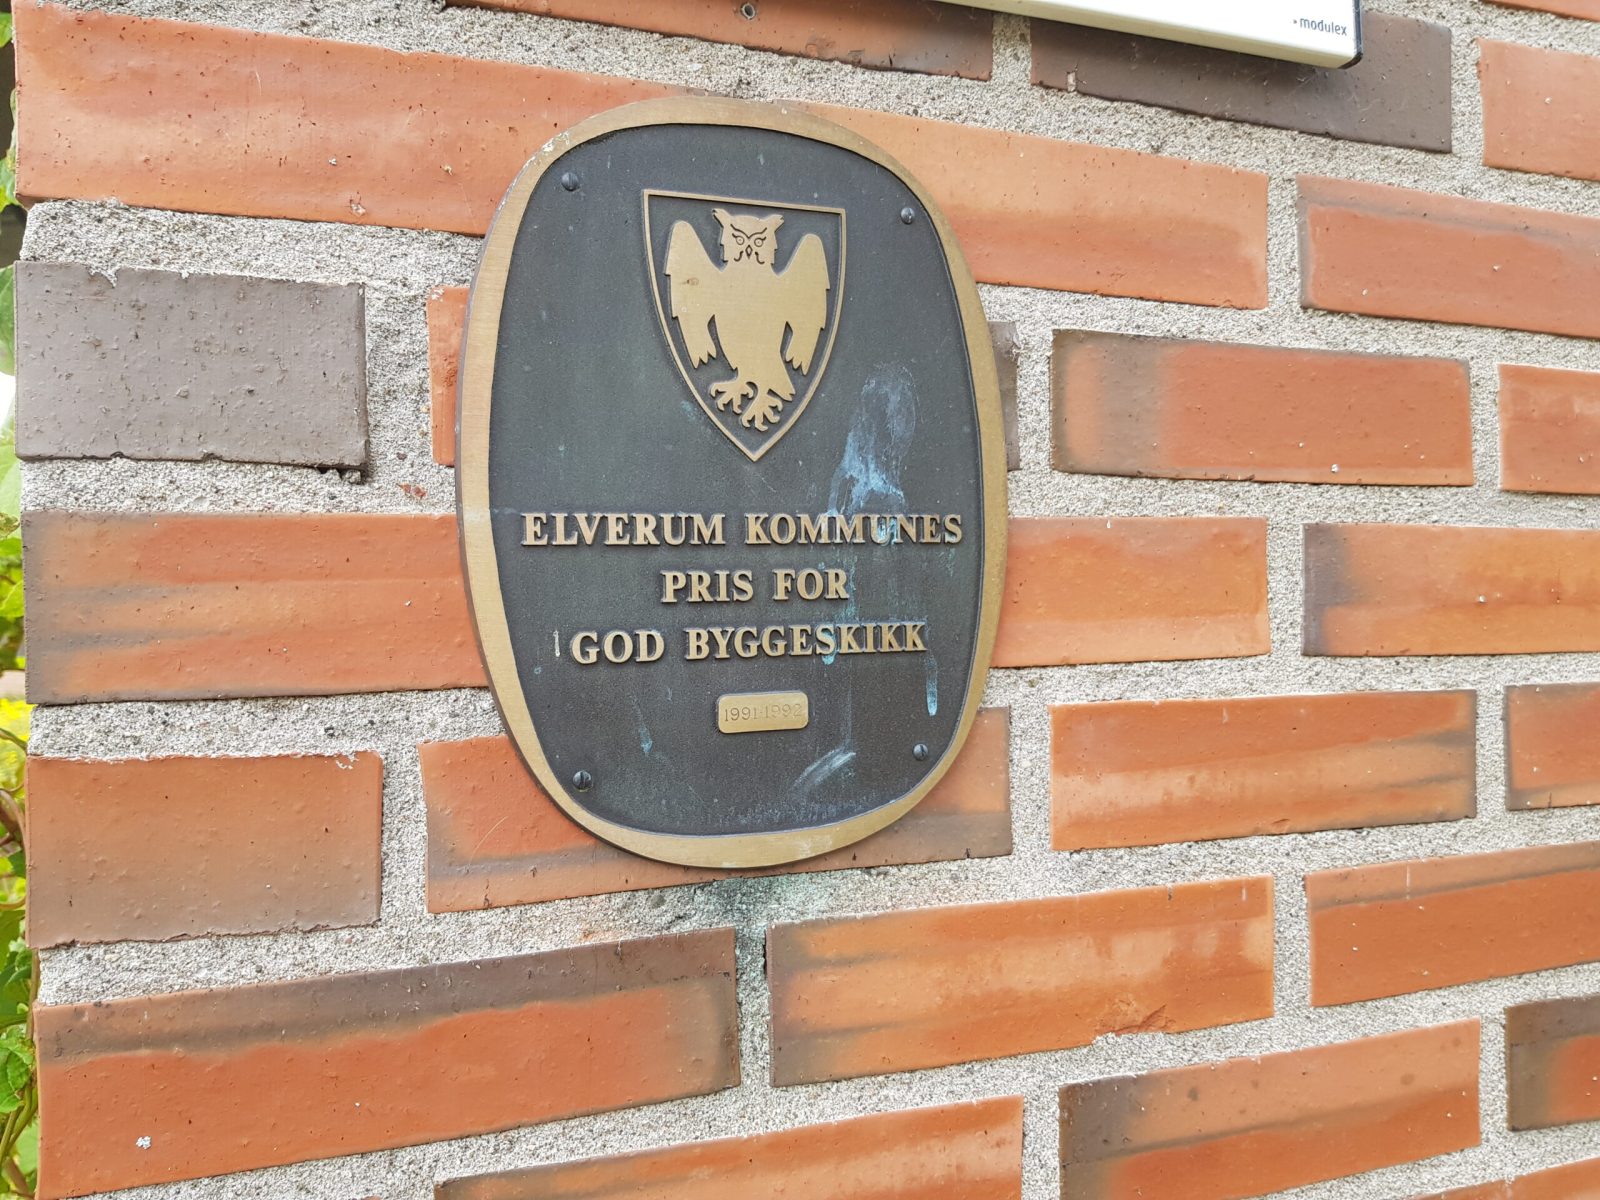 modulex
ELVERUM KOMMUNES
PRIS FOR
GOD BYGGESKIKK
1991-1992